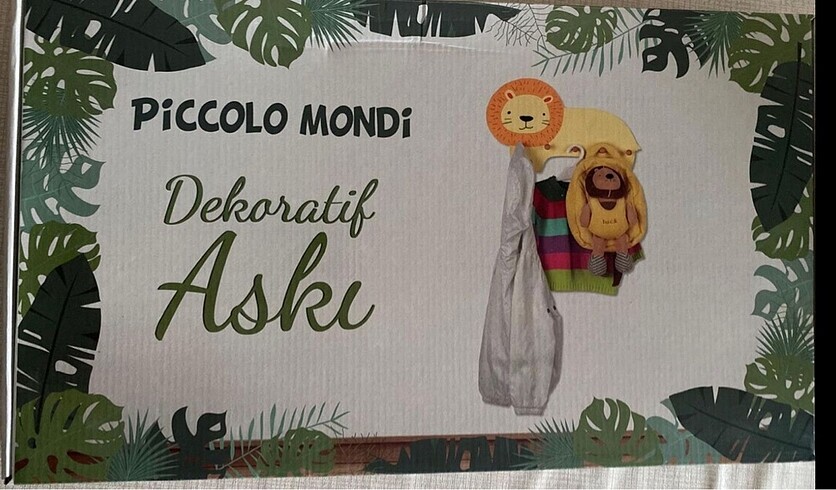 PiCCOLO MONDi
Dekoratif
Askı